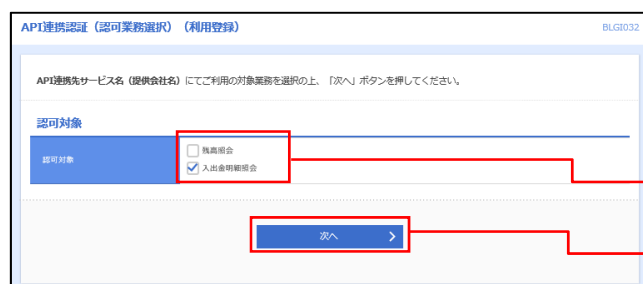 API連携認証（認可業務選択）（利用登録）
BLGI032
API連携先サービス名（提供会社名）にてご利用の対象業務を選択の上、「次へ」ボタンを押してください。
認可対象
認可対象
残高照会
入出金明細照会
次へ